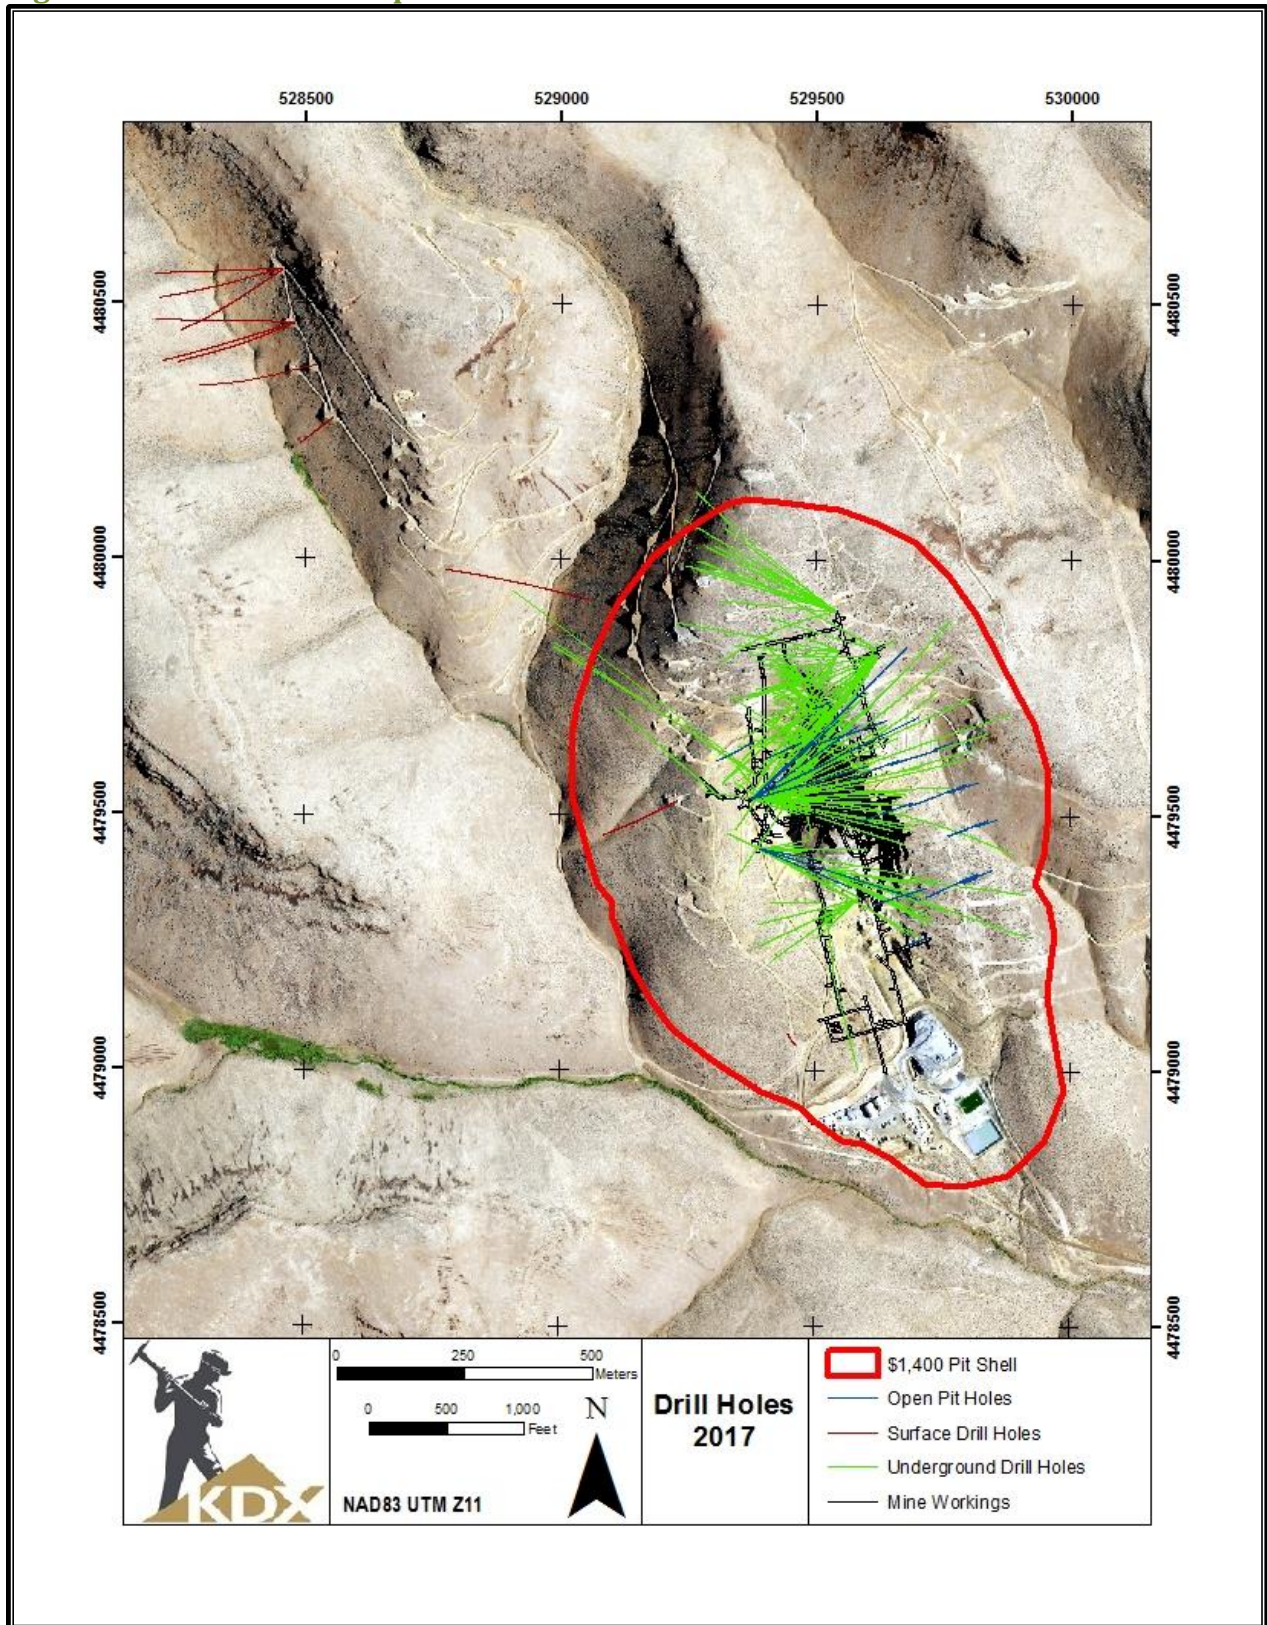 528500 529000 529500 530000
4480500 4480500
4480000 4480000
4479500 4479500
4479000 4479000
4478500 4478500
0 250 500
Meters
0 500 1,000
Feet
N
NAD83 UTM Z11
KDX
Drill Holes
2017
$1,400 Pit Shell
Open Pit Holes
Surface Drill Holes
Underground Drill Holes
Mine Workings